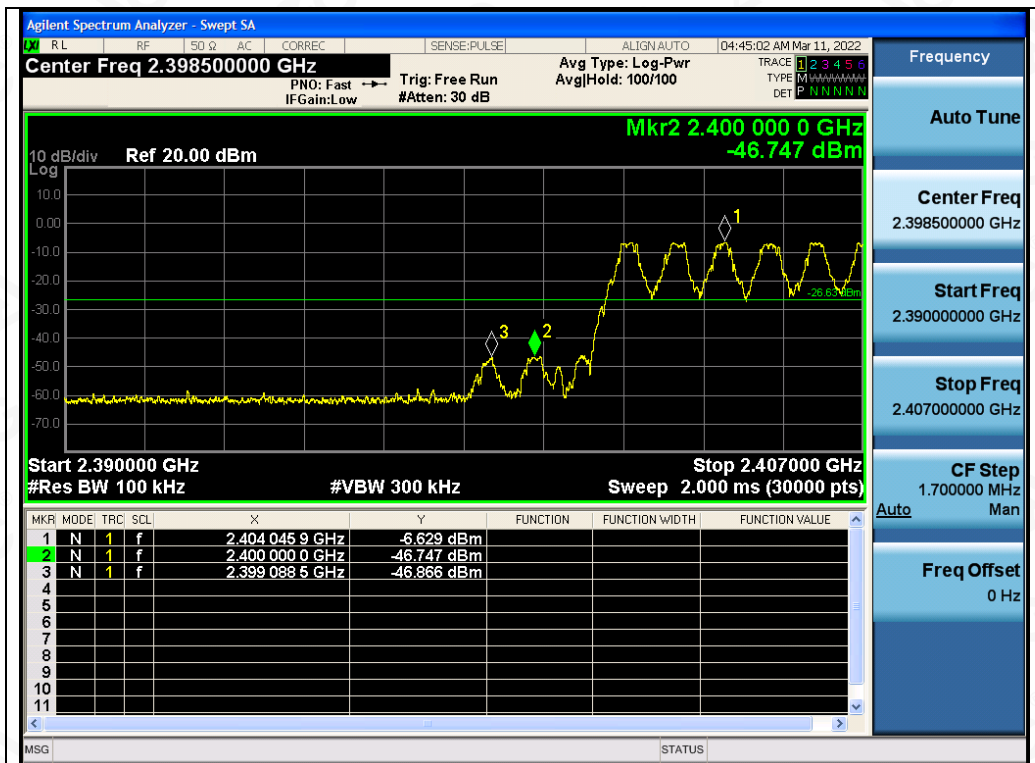 Agilent Spectrum Analyzer - Swept SA
LXI RL RF 50 Ω AC CORREC SENSE:PULSE ALIGN AUTO 04:45:02 AM Mar 11, 2022
Center Freq 2.398500000 GHz
PNO: Fast
IFGain:Low
Trig: Free Run
#Atten: 30 dB
Avg Type: Log-Pwr
Avg|Hold: 100/100
TRACE 1 2 3 4 5 6
TYPE M
DET P N N N N N
Mkr2 2.400 000 0 GHz
-46.747 dBm
10 dB/div Ref 20.00 dBm
Log
10.0
0.00
-10.0
-20.0
-30.0
-40.0
-50.0
-60.0
-70.0
1
2
3
-26.63 dBm
Start 2.390000 GHz Stop 2.407000 GHz
#Res BW 100 kHz #VBW 300 kHz Sweep 2.000 ms (30000 pts)
MKR MODE TRC SCL X Y FUNCTION FUNCTION WIDTH FUNCTION VALUE
1 N 1 f 2.404 045 9 GHz -6.629 dBm
2 N 1 f 2.400 000 0 GHz -46.747 dBm
3 N 1 f 2.399 088 5 GHz -46.866 dBm
4
5
6
7
8
9
10
11
MSG STATUS
Frequency
Auto Tune
Center Freq
2.398500000 GHz
Start Freq
2.390000000 GHz
Stop Freq
2.407000000 GHz
CF Step
1.700000 MHz
Auto Man
Freq Offset
0 Hz